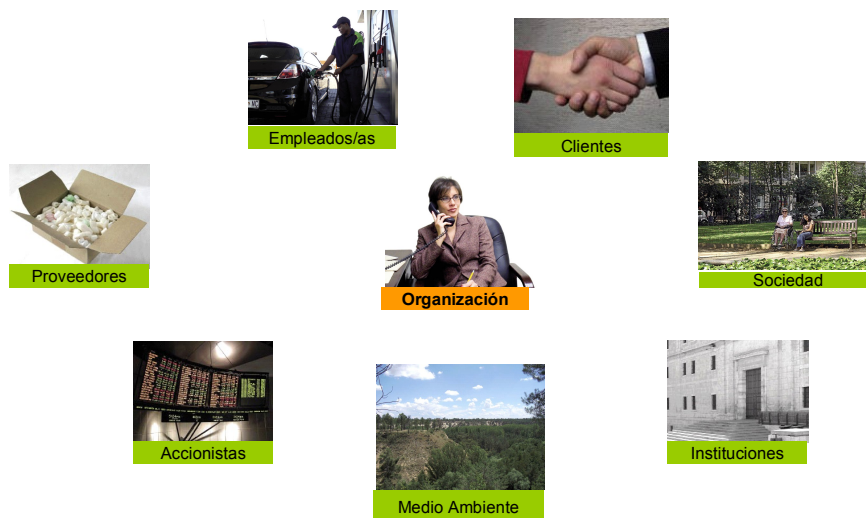 Empleados/as
Clientes
Proveedores
Organización
Sociedad
Accionistas
Medio Ambiente
Instituciones